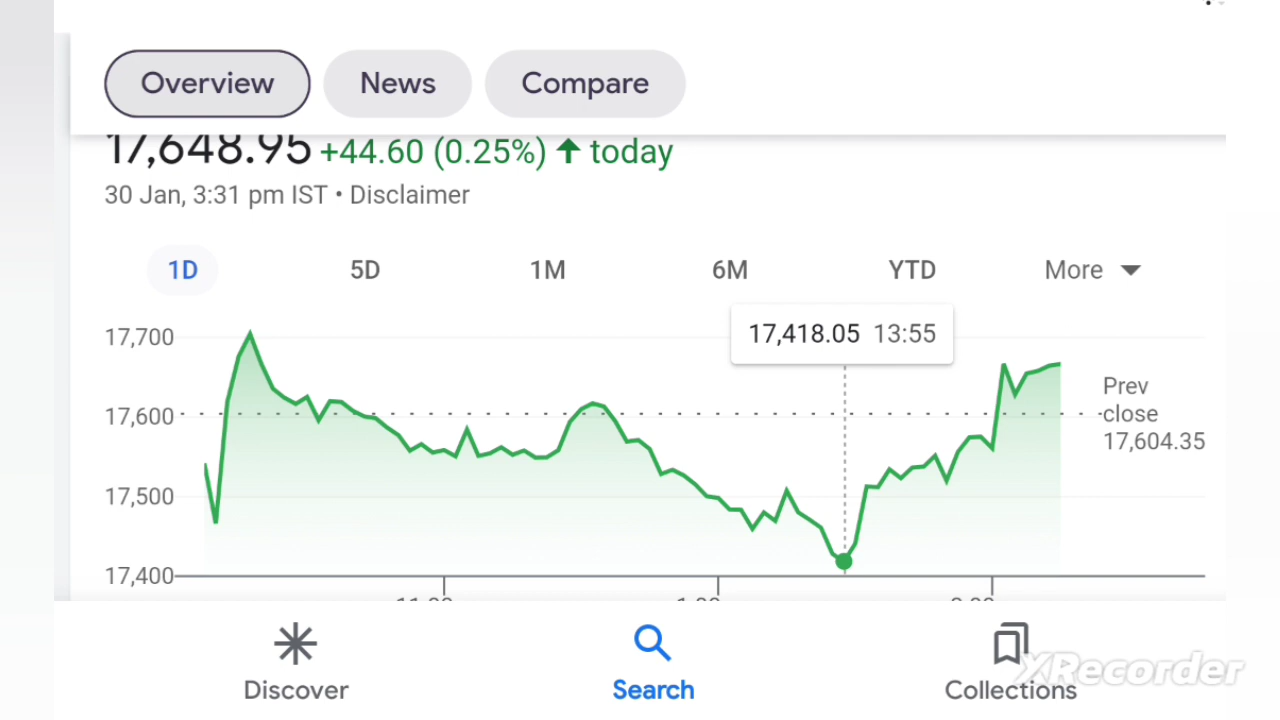 Overview News Compare
17,648.95 +44.60 (0.25%) ↑ today
30 Jan, 3:31 pm IST • Disclaimer
1D 5D 1M 6M YTD More
17,418.05 13:55
17,700
17,600
17,500
17,400
Prev
close
17,604.35
Discover Search Collections
XRecorder